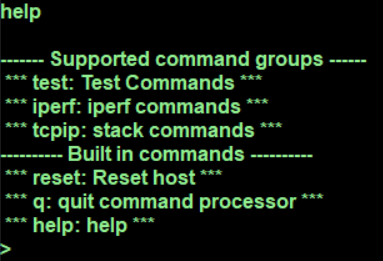 help
------- Supported command groups ------
*** test: Test Commands ***
*** iperf: iperf commands ***
*** tcpip: stack commands ***
---------- Built in commands ----------
*** reset: Reset host ***
*** q: quit command processor ***
*** help: help ***
>